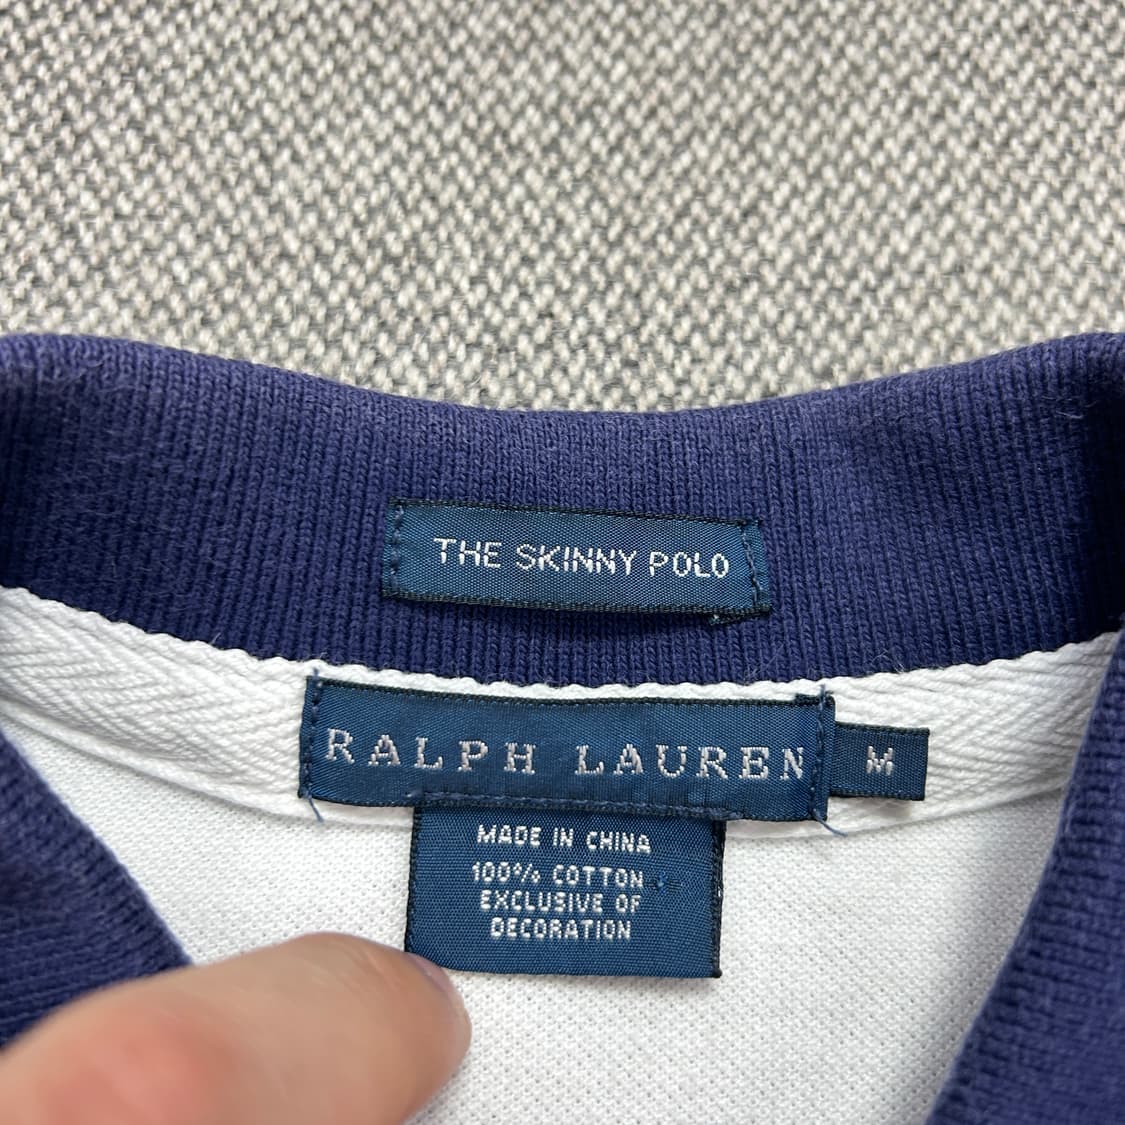 THE SKINNY POLO
RALPH LAUREN
M
MADE IN CHINA
100% COTTON
EXCLUSIVE OF
DECORATION